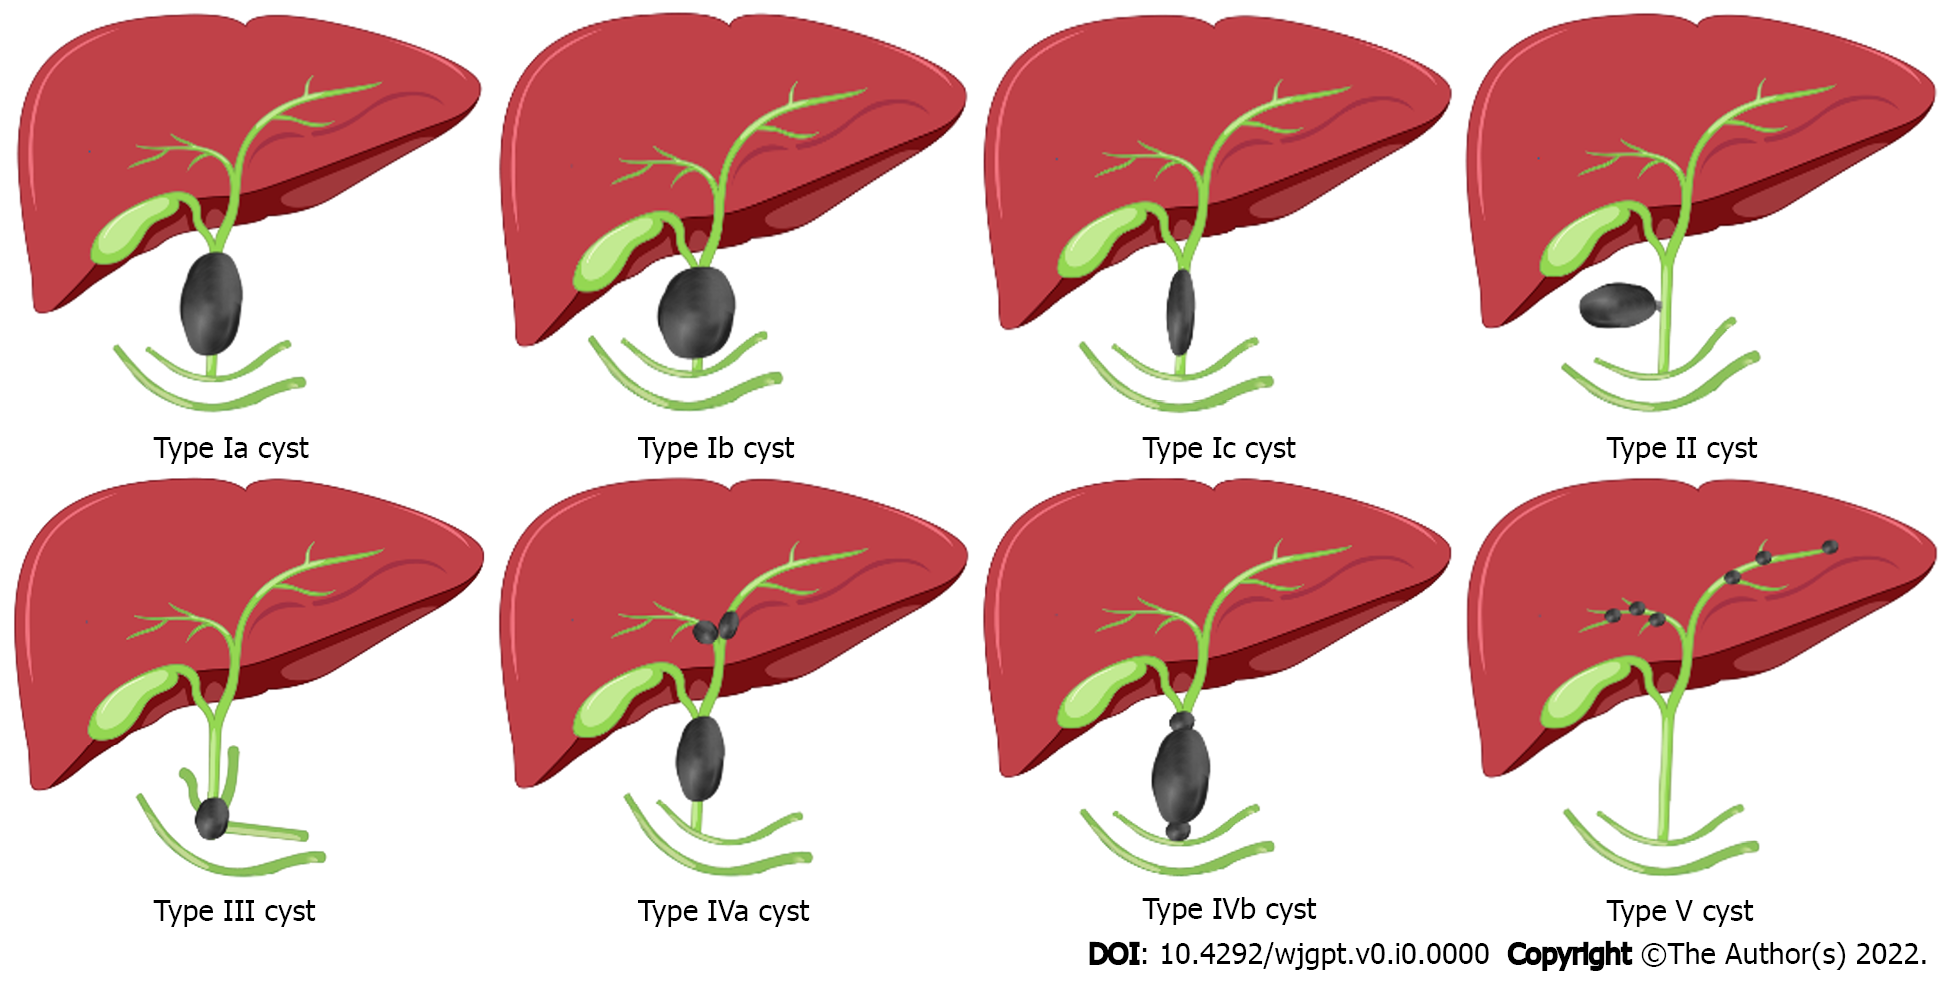 Type Ia cyst
Type Ib cyst
Type Ic cyst
Type II cyst
Type III cyst
Type IVa cyst
Type IVb cyst
Type V cyst
DOI: 10.4292/wjgpt.v0.i0.0000 Copyright ©The Author(s) 2022.